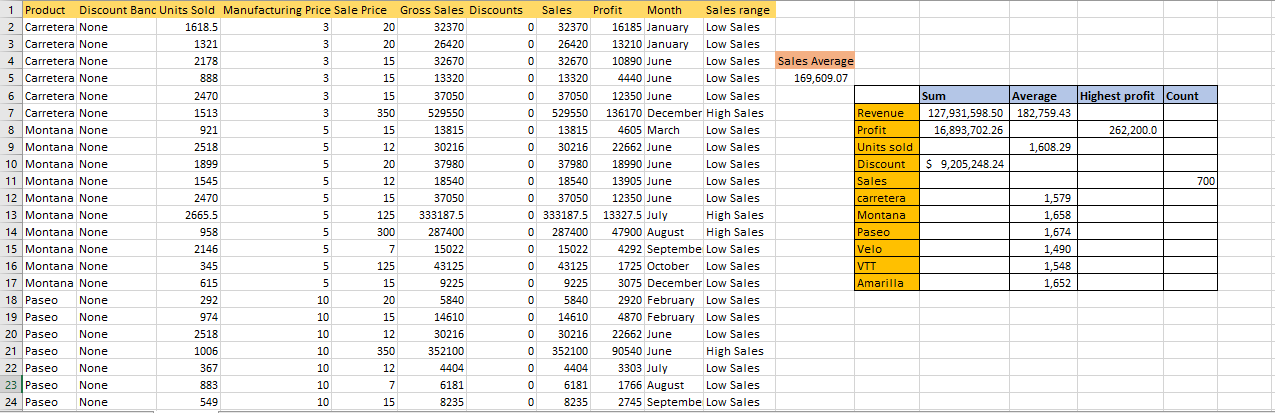 1 Product Discount Banc Units Sold Manufacturing Price Sale Price Gross Sales Discounts Sales Profit Month Sales range
2 Carretera None 1618.5 3 20 32370 0 32370 16185 January Low Sales
3 Carretera None 1321 3 20 26420 0 26420 13210 January Low Sales
4 Carretera None 2178 3 15 32670 0 32670 10890 June Low Sales Sales Average
5 Carretera None 888 3 15 13320 0 13320 4440 June Low Sales 169,609.07
6 Carretera None 2470 3 15 37050 0 37050 12350 June Low Sales Sum Average Highest profit Count
7 Carretera None 1513 3 350 529550 0 529550 136170 December High Sales Revenue 127,931,598.50 182,759.43
8 Montana None 921 5 15 13815 0 13815 4605 March Low Sales Profit 16,893,702.26 262,200.0
9 Montana None 2518 5 12 30216 0 30216 22662 June Low Sales Units sold 1,608.29
10 Montana None 1899 5 20 37980 0 37980 18990 June Low Sales Discount $ 9,205,248.24
11 Montana None 1545 5 12 18540 0 18540 13905 June Low Sales Sales 700
12 Montana None 2470 5 15 37050 0 37050 12350 June Low Sales carretera 1,579
13 Montana None 2665.5 5 125 333187.5 0 333187.5 13327.5 July High Sales Montana 1,658
14 Montana None 958 5 300 287400 0 287400 47900 August High Sales Paseo 1,674
15 Montana None 2146 5 7 15022 0 15022 4292 Septembe Low Sales Velo 1,490
16 Montana None 345 5 125 43125 0 43125 1725 October Low Sales VTT 1,548
17 Montana None 615 5 15 9225 0 9225 3075 December Low Sales Amarilla 1,652
18 Paseo None 292 10 20 5840 0 5840 2920 February Low Sales
19 Paseo None 974 10 15 14610 0 14610 4870 February Low Sales
20 Paseo None 2518 10 12 30216 0 30216 22662 June Low Sales
21 Paseo None 1006 10 350 352100 0 352100 90540 June High Sales
22 Paseo None 367 10 12 4404 0 4404 3303 July Low Sales
23 Paseo None 883 10 7 6181 0 6181 1766 August Low Sales
24 Paseo None 549 10 15 8235 0 8235 2745 Septembe Low Sales